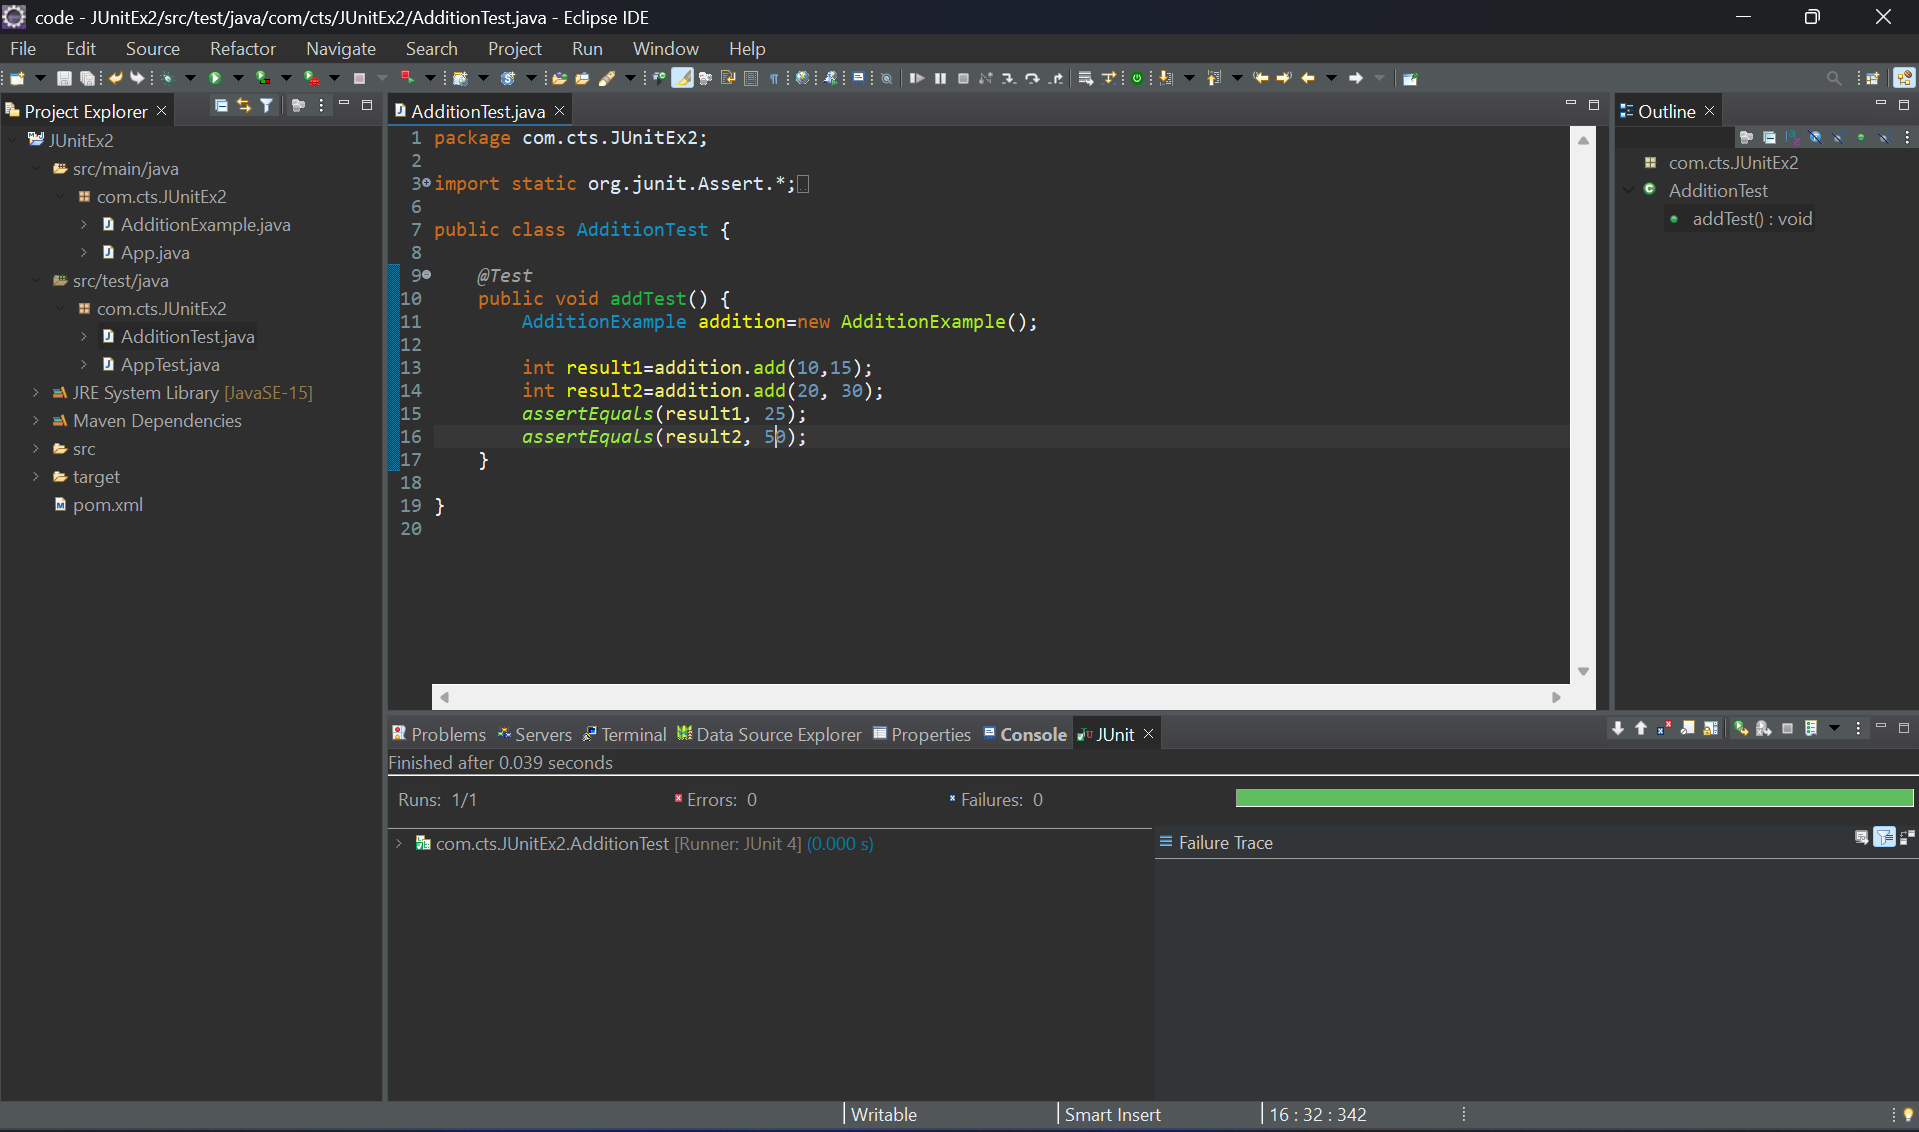 code - JUnitEx2/src/test/java/com/cts/JUnitEx2/AdditionTest.java - Eclipse IDE
File Edit Source Refactor Navigate Search Project Run Window Help
Project Explorer
JUnitEx2
src/main/java
com.cts.JUnitEx2
AdditionExample.java
App.java
src/test/java
com.cts.JUnitEx2
AdditionTest.java
AppTest.java
JRE System Library [JavaSE-15]
Maven Dependencies
src
target
pom.xml
AdditionTest.java
1 package com.cts.JUnitEx2;
2
3 import static org.junit.Assert.*;
6
7 public class AdditionTest {
8
9 @Test
10 public void addTest() {
11 AdditionExample addition=new AdditionExample();
12
13 int result1=addition.add(10,15);
14 int result2=addition.add(20, 30);
15 assertEquals(result1, 25);
16 assertEquals(result2, 50);
17 }
18
19 }
20
Outline
com.cts.JUnitEx2
AdditionTest
addTest() : void
Problems Servers Terminal Data Source Explorer Properties Console JUnit
Finished after 0.039 seconds
Runs: 1/1 Errors: 0 Failures: 0
com.cts.JUnitEx2.AdditionTest [Runner: JUnit 4] (0.000 s)
Failure Trace
Writable Smart Insert 16 : 32 : 342